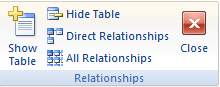 Hide Table
Show Table
Direct Relationships
All Relationships
Close
Relationships